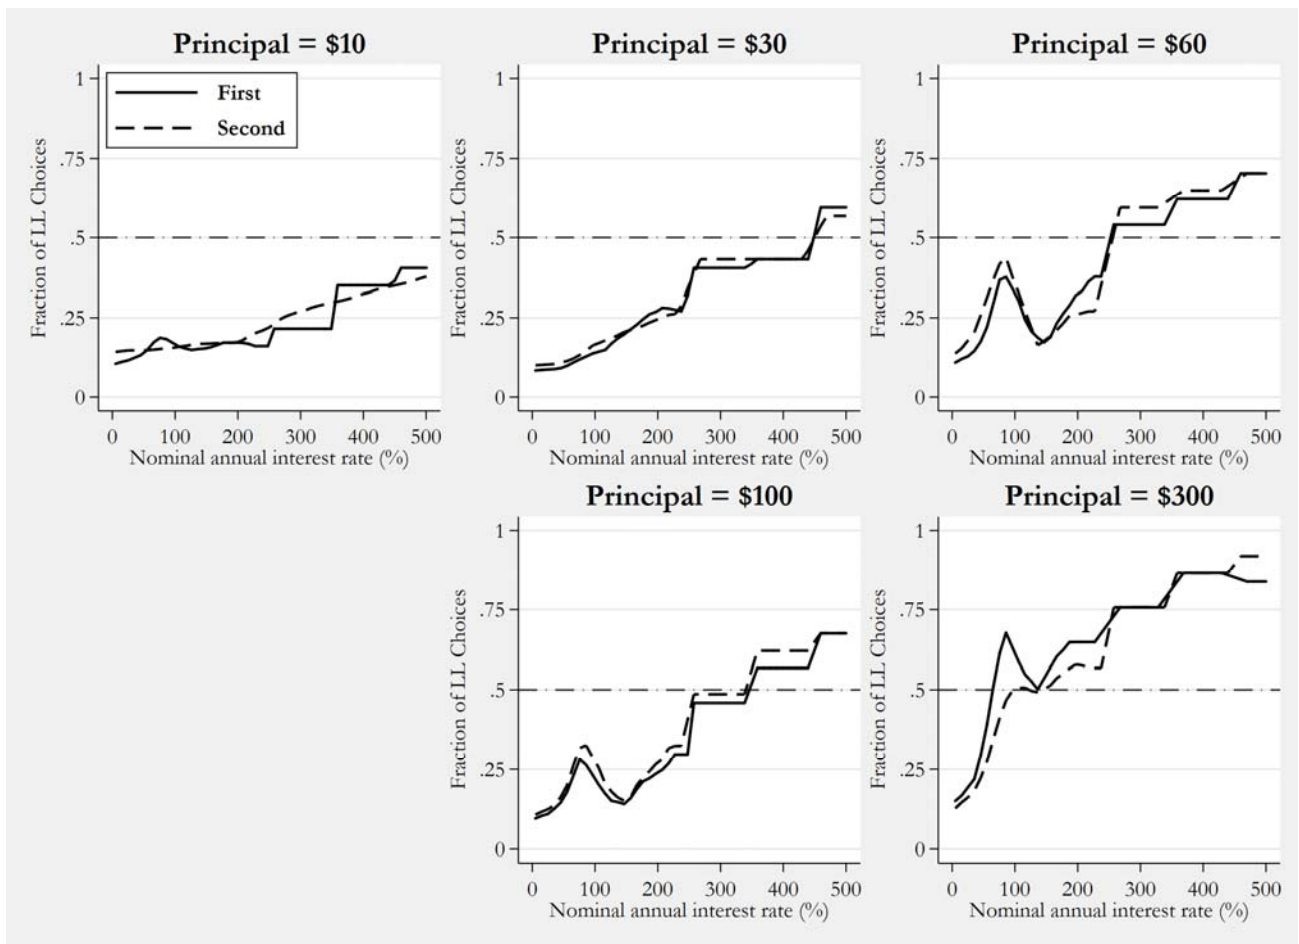 Principal = $10
1
.75
.5
.25
0
Fraction of LL Choices
First
Second
0 100 200 300 400 500
Nominal annual interest rate (%)
Principal = $30
1
.75
.5
.25
0
Fraction of LL Choices
0 100 200 300 400 500
Nominal annual interest rate (%)
Principal = $60
1
.75
.5
.25
0
Fraction of LL Choices
0 100 200 300 400 500
Nominal annual interest rate (%)
Principal = $100
1
.75
.5
.25
0
Fraction of LL Choices
0 100 200 300 400 500
Nominal annual interest rate (%)
Principal = $300
1
.75
.5
.25
0
Fraction of LL Choices
0 100 200 300 400 500
Nominal annual interest rate (%)